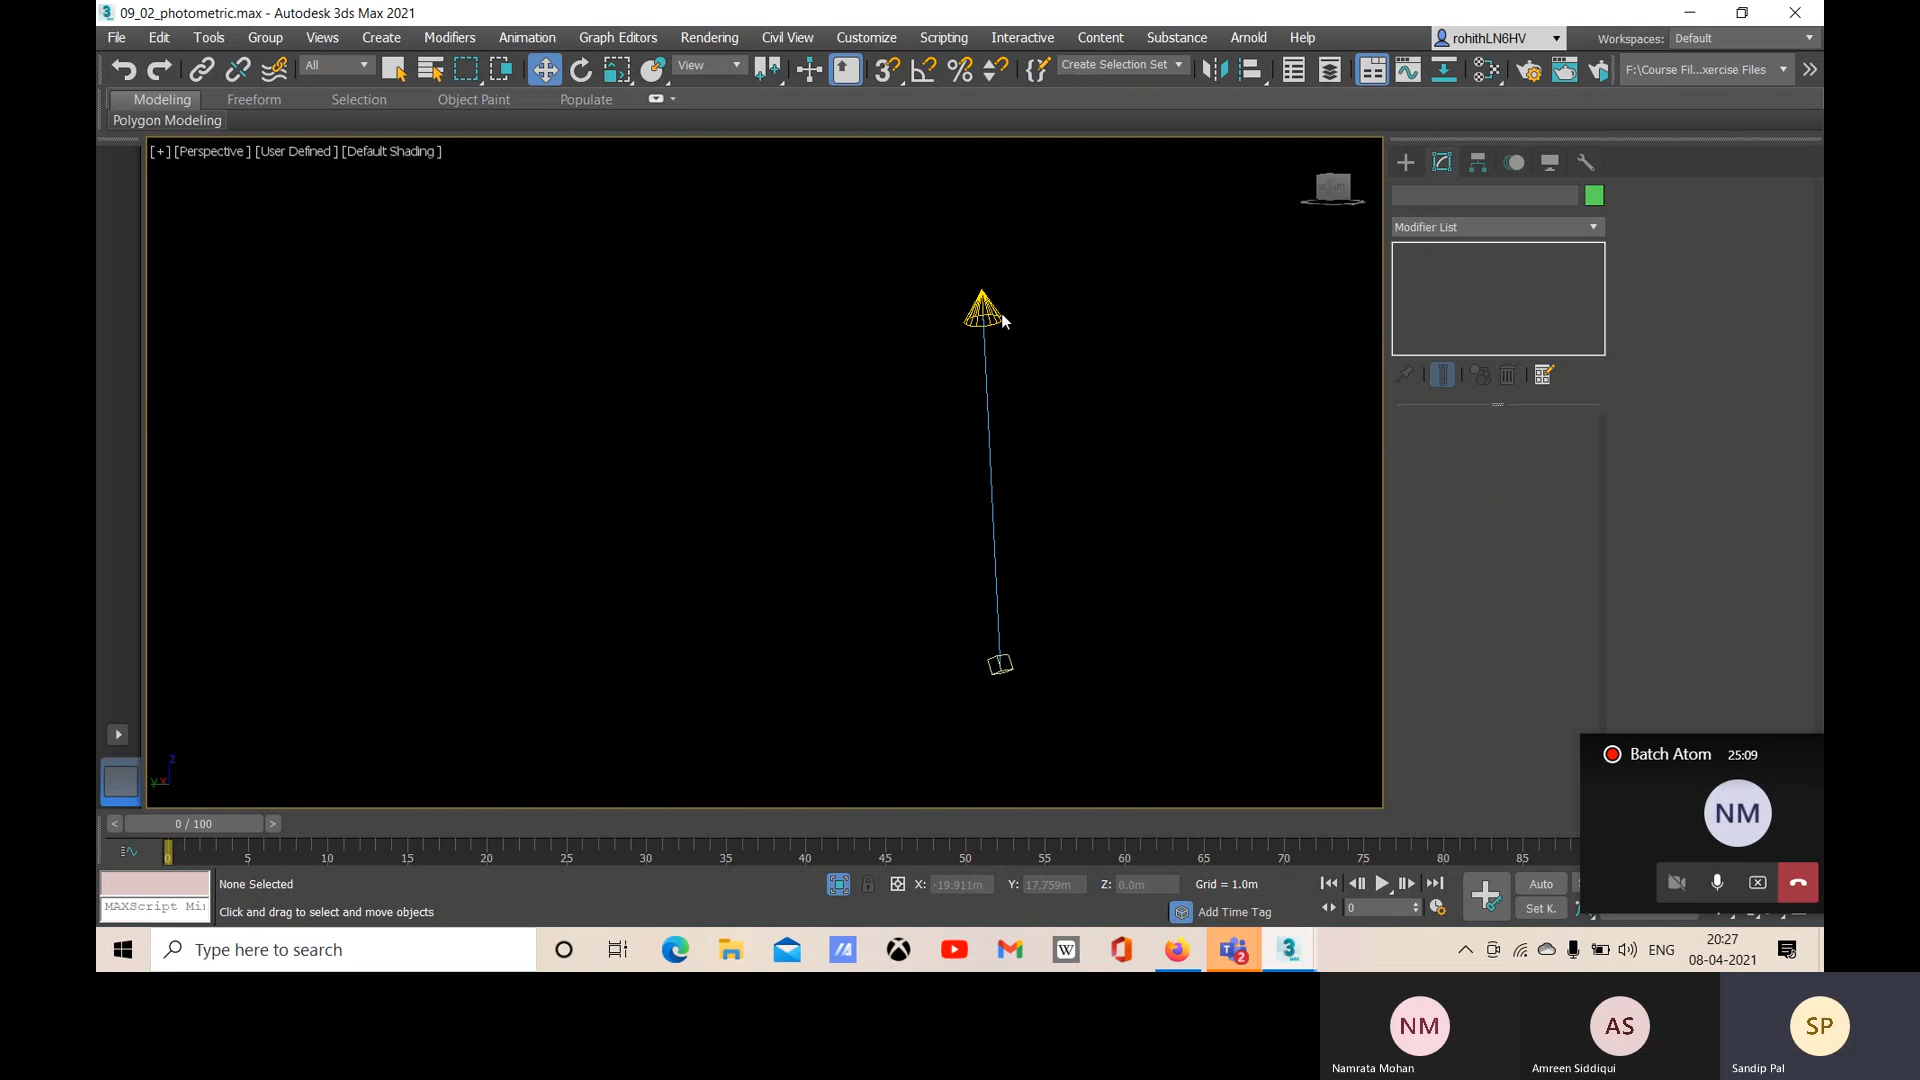 09_02_photometric.max - Autodesk 3ds Max 2021
File Edit Tools Group Views Create Modifiers Animation Graph Editors Rendering Civil View Customize Scripting Interactive Content Substance Arnold Help
rohithLN6HV
Workspaces: Default
All
View
Create Selection Set
F:\Course Fil...xercise Files
Modeling Freeform Selection Object Paint Populate
Polygon Modeling
[+] [Perspective ] [User Defined ] [Default Shading ]
Modifier List
z
y x
Batch Atom 25:09
NM
< 0 / 100 >
0 5 10 15 20 25 30 35 40 45 50 55 60 65 70 75 80 85
None Selected
X: -19.911m Y: 17.759m Z: 0.0m Grid = 1.0m
Auto
MAXScript Mi
Click and drag to select and move objects
Add Time Tag
0
Set K.
Type here to search
W
2
3
MAX
ENG
20:27
08-04-2021
NM
AS
SP
Namrata Mohan
Amreen Siddiqui
Sandip Pal